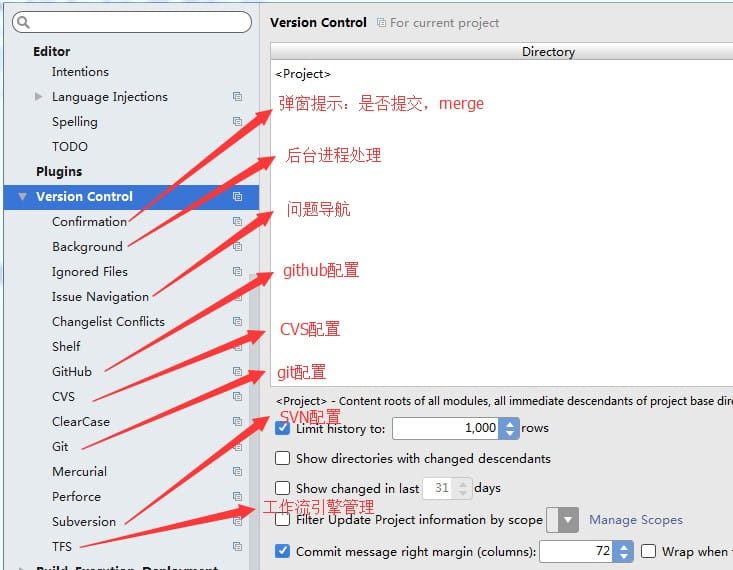 Editor
Intentions
Language Injections
Spelling
TODO
Plugins
Version Control
Confirmation
Background
Ignored Files
Issue Navigation
Changelist Conflicts
Shelf
GitHub
CVS
ClearCase
Git
Mercurial
Perforce
Subversion
TFS
Build, Execution, Deployment
Version Control For current project
Directory
<Project>
弹窗提示：是否提交，merge
后台进程处理
问题导航
github配置
CVS配置
git配置
<Project> - Content roots of all modules, all immediate descendants of project base dire
SVN配置
Limit history to: 1,000 rows
Show directories with changed descendants
Show changed in last 31 days
工作流引擎管理
Filter Update Project information by scope Manage Scopes
Commit message right margin (columns): 72 Wrap when